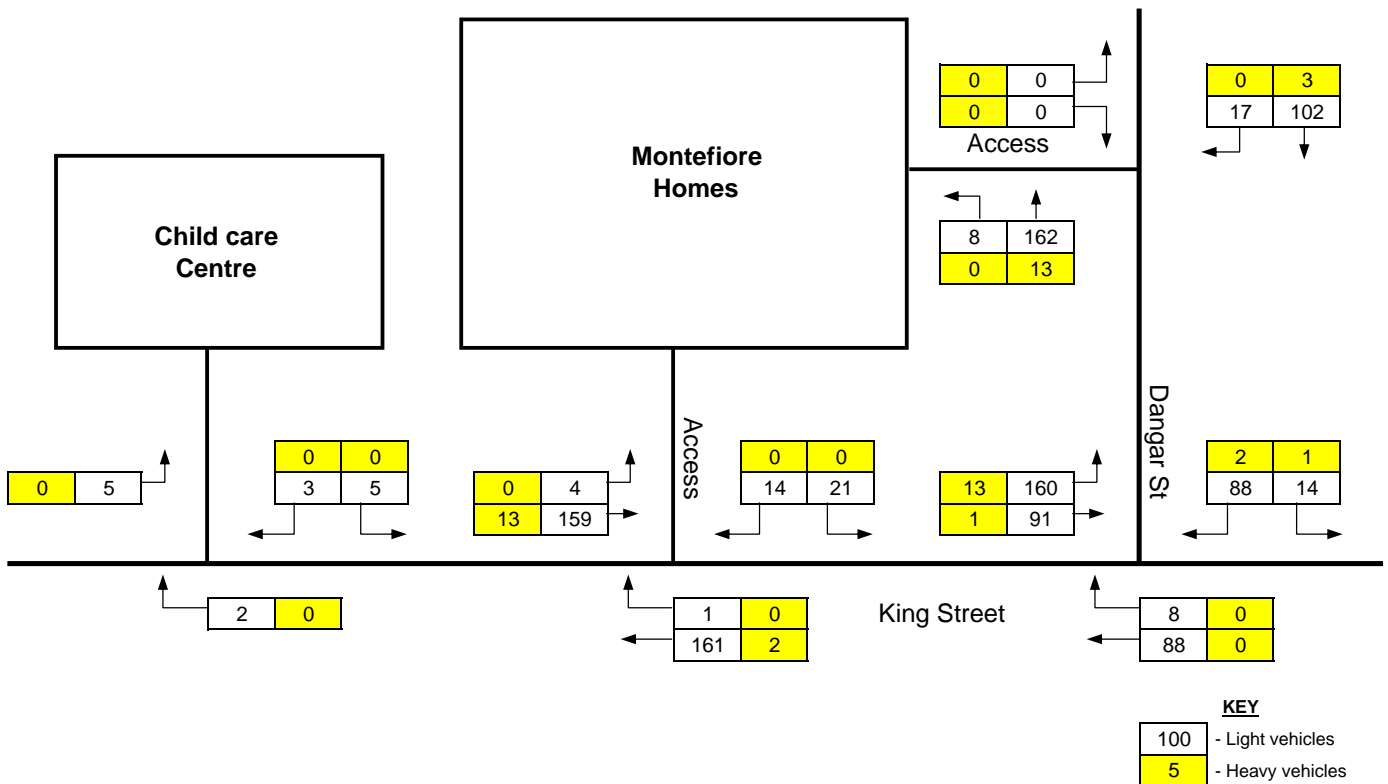 0 0
0 0
Access
0 3
17 102
Montefiore
Homes
Child care
Centre
8 162
0 13
Access
Dangar St
0 5
0 0
3 5
0 4
13 159
0 0
14 21
13 160
1 91
2 1
88 14
2 0
1 0
161 2
King Street
8 0
88 0
KEY
100 - Light vehicles
5 - Heavy vehicles